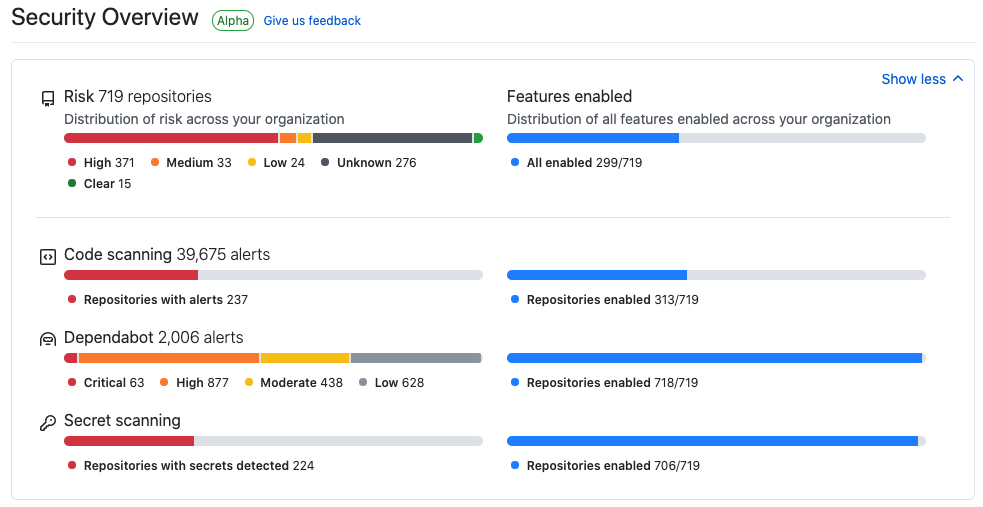 Security Overview Alpha Give us feedback
Show less
Risk 719 repositories
Distribution of risk across your organization
High 371 Medium 33 Low 24 Unknown 276
Clear 15
Features enabled
Distribution of all features enabled across your organization
All enabled 299/719
Code scanning 39,675 alerts
Repositories with alerts 237
Repositories enabled 313/719
Dependabot 2,006 alerts
Critical 63 High 877 Moderate 438 Low 628
Repositories enabled 718/719
Secret scanning
Repositories with secrets detected 224
Repositories enabled 706/719